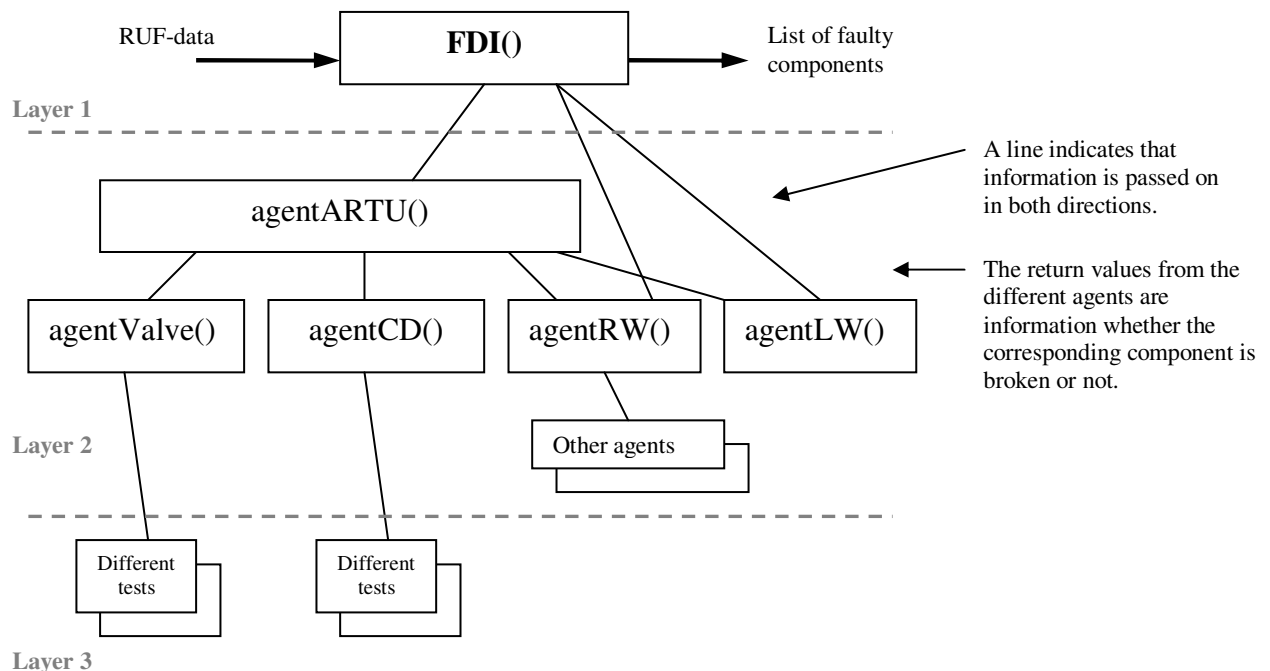 RUF-data
FDI()
List of faulty
components
Layer 1
A line indicates that
information is passed on
in both directions.
agentARTU()
The return values from the
different agents are
information whether the
corresponding component is
broken or not.
agentValve()
agentCD()
agentRW()
agentLW()
Layer 2
Other agents
Different
tests
Different
tests
Layer 3